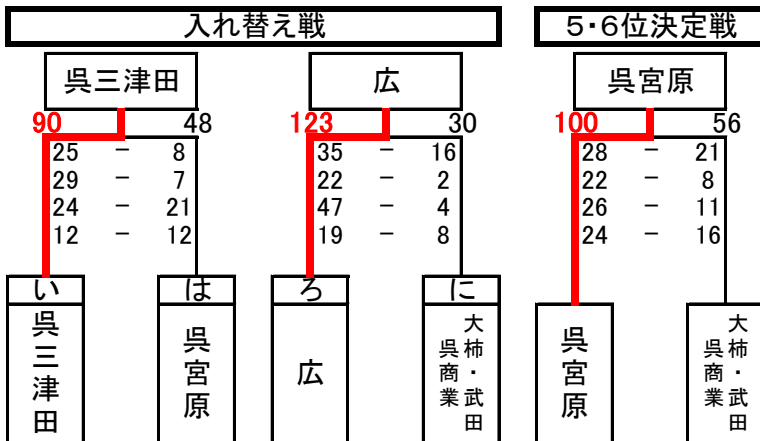 入れ替え戦
5・6位決定戦
呉三津田
広
呉宮原
90 48
123 30
100 56
25 － 8
29 － 7
24 － 21
12 － 12
35 － 16
22 － 2
47 － 4
19 － 8
28 － 21
22 － 8
26 － 11
24 － 16
い
は
ろ
に
呉三津田
呉宮原
広
大柿・武田
呉商業
呉宮原
大柿・武田
呉商業